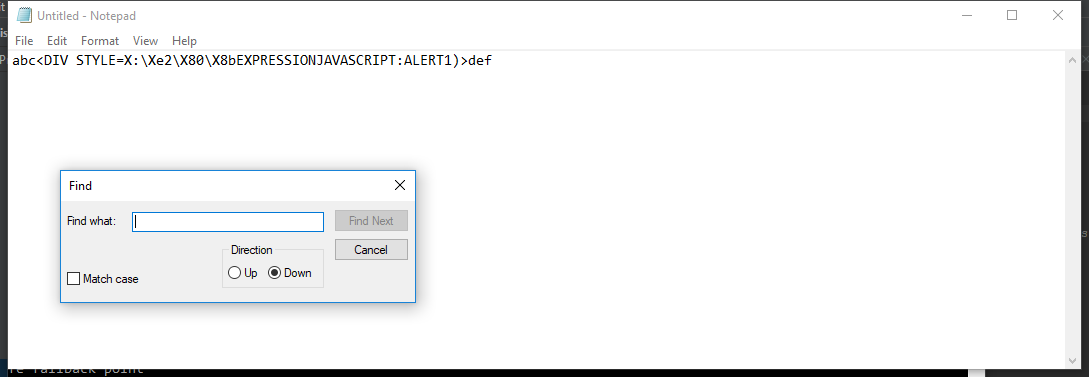 Untitled - Notepad
File Edit Format View Help
abc<DIV STYLE=X:\Xe2\X80\X8bEXPRESSIONJAVASCRIPT:ALERT1)>def
Find
Find what: Find Next
Direction Cancel
Up Down
Match case
fallback point